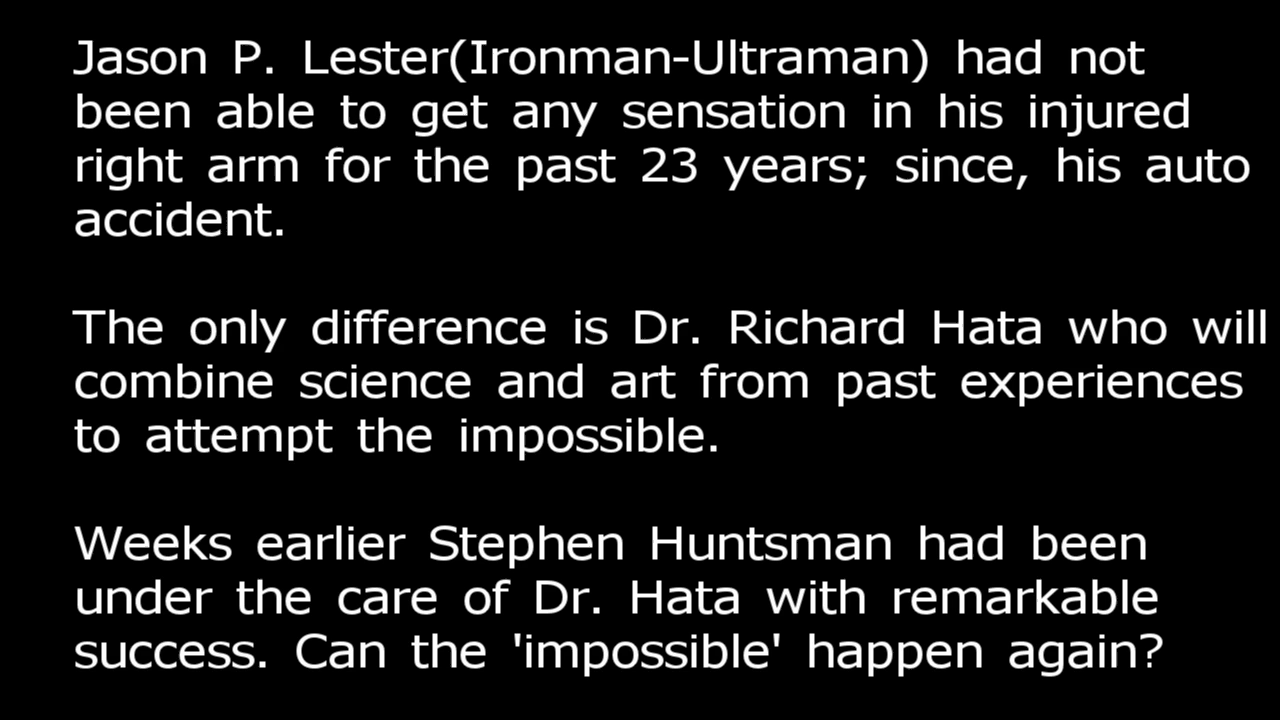 Jason P. Lester(Ironman-Ultraman) had not
been able to get any sensation in his injured
right arm for the past 23 years; since, his auto
accident.
The only difference is Dr. Richard Hata who will
combine science and art from past experiences
to attempt the impossible.
Weeks earlier Stephen Huntsman had been
under the care of Dr. Hata with remarkable
success. Can the 'impossible' happen again?